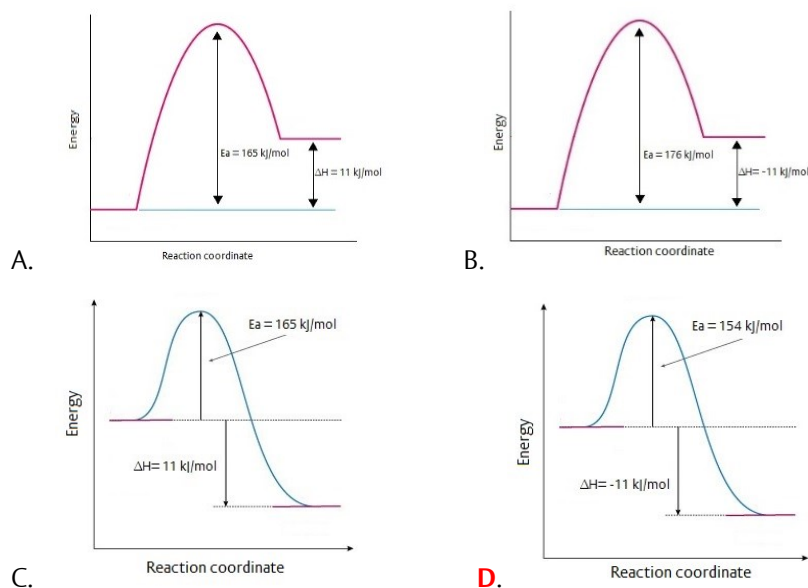 Energy
Ea = 165 kJ/mol
ΔH = 11 kJ/mol
Reaction coordinate
A.
Energy
Ea = 176 kJ/mol
ΔH= -11 kJ/mol
Reaction coordinate
B.
Energy
Ea = 165 kJ/mol
ΔH= 11 kJ/mol
Reaction coordinate
C.
Energy
Ea = 154 kJ/mol
ΔH= -11 kJ/mol
Reaction coordinate
D.